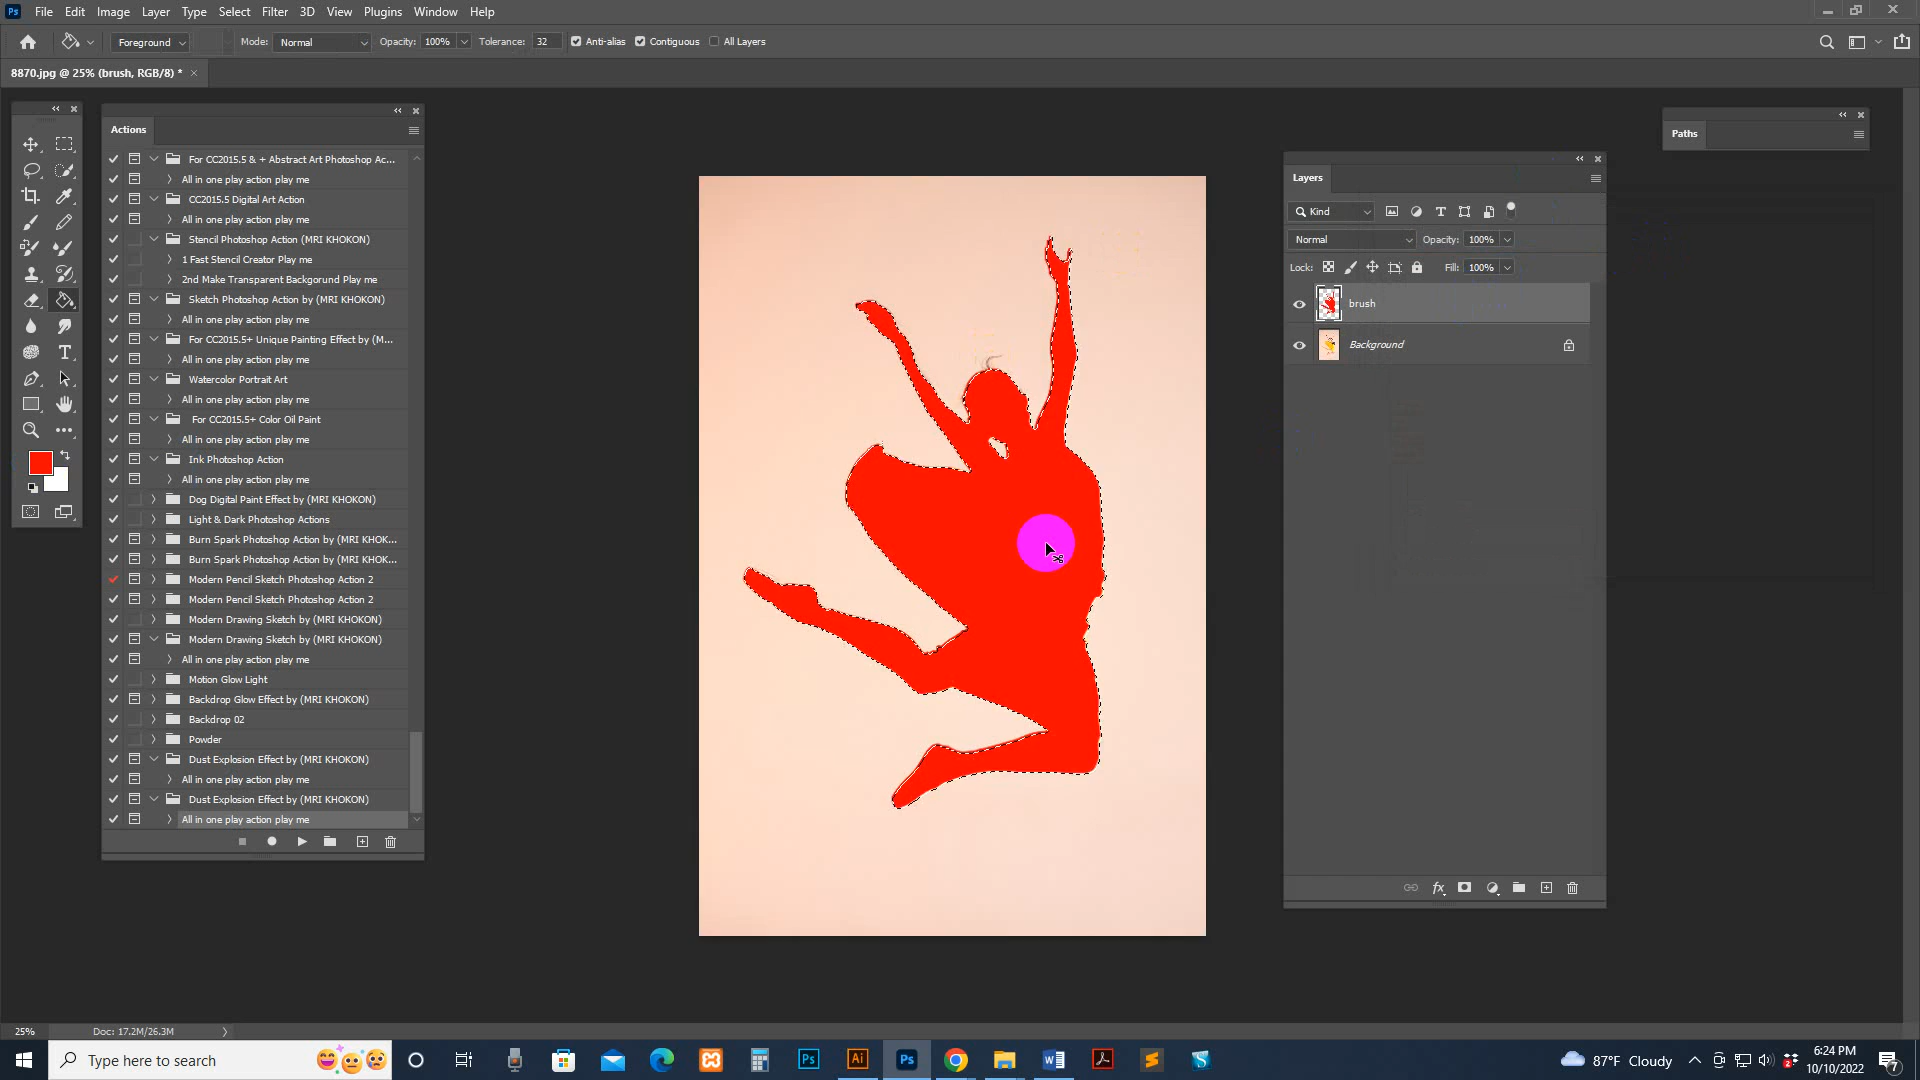 Ps File Edit Image Layer Type Select Filter 3D View Plugins Window Help
Foreground Mode: Normal Opacity: 100% Tolerance: 32 Anti-alias Contiguous All Layers
8870.jpg @ 25% (brush, RGB/8) *
Actions
For CC2015.5 & + Abstract Art Photoshop Ac...
All in one play action play me
CC2015.5 Digital Art Action
All in one play action play me
Stencil Photoshop Action (MRI KHOKON)
1 Fast Stencil Creator Play me
2nd Make Transparent Backgorund Play me
Sketch Photoshop Action by (MRI KHOKON)
All in one play action play me
For CC2015.5+ Unique Painting Effect by (M...
All in one play action play me
Watercolor Portrait Art
All in one play action play me
For CC2015.5+ Color Oil Paint
All in one play action play me
Ink Photoshop Action
All in one play action play me
Dog Digital Paint Effect by (MRI KHOKON)
Light & Dark Photoshop Actions
Burn Spark Photoshop Action by (MRI KHOK...
Burn Spark Photoshop Action by (MRI KHOK...
Modern Pencil Sketch Photoshop Action 2
Modern Pencil Sketch Photoshop Action 2
Modern Drawing Sketch by (MRI KHOKON)
Modern Drawing Sketch by (MRI KHOKON)
All in one play action play me
Motion Glow Light
Backdrop Glow Effect by (MRI KHOKON)
Backdrop 02
Powder
Dust Explosion Effect by (MRI KHOKON)
All in one play action play me
Dust Explosion Effect by (MRI KHOKON)
All in one play action play me
Layers
Kind
Normal Opacity: 100%
Lock: Fill: 100%
brush
Background
Paths
25% Doc: 17.2M/26.3M
Type here to search
Ps Ai Ps
87°F Cloudy
6:24 PM
10/10/2022
7